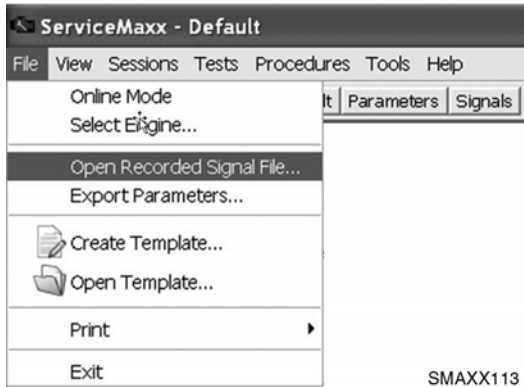 ServiceMaxx - Default
File View Sessions Tests Procedures Tools Help
Online Mode
lt Parameters Signals
Select Engine...
Open Recorded Signal File...
Export Parameters...
Create Template...
Open Template...
Print
Exit
SMAXX113